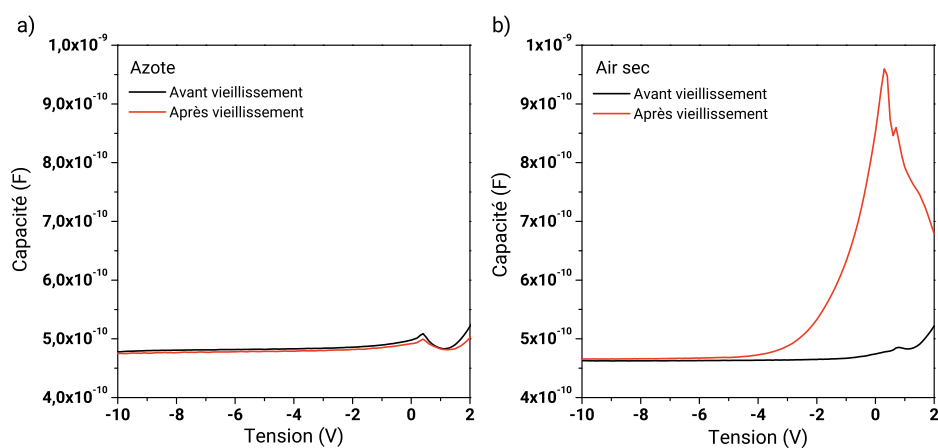 a)
Azote
Avant vieillissement
Après vieillissement
Capacité (F)
1,0x10⁻⁹
9,0x10⁻¹⁰
8,0x10⁻¹⁰
7,0x10⁻¹⁰
6,0x10⁻¹⁰
5,0x10⁻¹⁰
4,0x10⁻¹⁰
-10 -8 -6 -4 -2 0 2
Tension (V)
b)
Air sec
Avant vieillissement
Après vieillissement
Capacité (F)
1x10⁻⁹
9x10⁻¹⁰
8x10⁻¹⁰
7x10⁻¹⁰
6x10⁻¹⁰
5x10⁻¹⁰
4x10⁻¹⁰
-10 -8 -6 -4 -2 0 2
Tension (V)